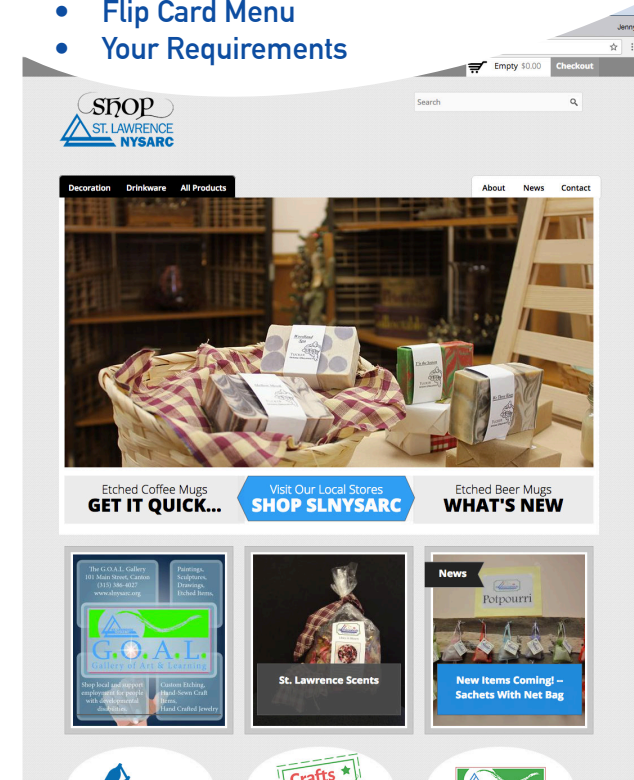 • Flip Card Menu
• Your Requirements
Jenny
Empty $0.00 Checkout
SHOP
ST. LAWRENCE
NYSARC
Search
Decoration Drinkware All Products
About News Contact
Etched Coffee Mugs
GET IT QUICK...
Visit Our Local Stores
SHOP SLNYSARC
Etched Beer Mugs
WHAT'S NEW
The G.O.A.L. Gallery
101 Main Street, Canton
(315) 386-4027
www.slnysarc.org
Paintings,
Sculptures,
Drawings,
Etched Items,
G.O.A.L.
Gallery of Art & Learning
Shop local and support
employment for people
with developmental
disabilities.
Custom Etching,
Hand-Sewn Craft
Items,
Hand Crafted Jewelry
St. Lawrence Scents
News
Potpourri
New Items Coming! –
Sachets With Net Bag
Crafts